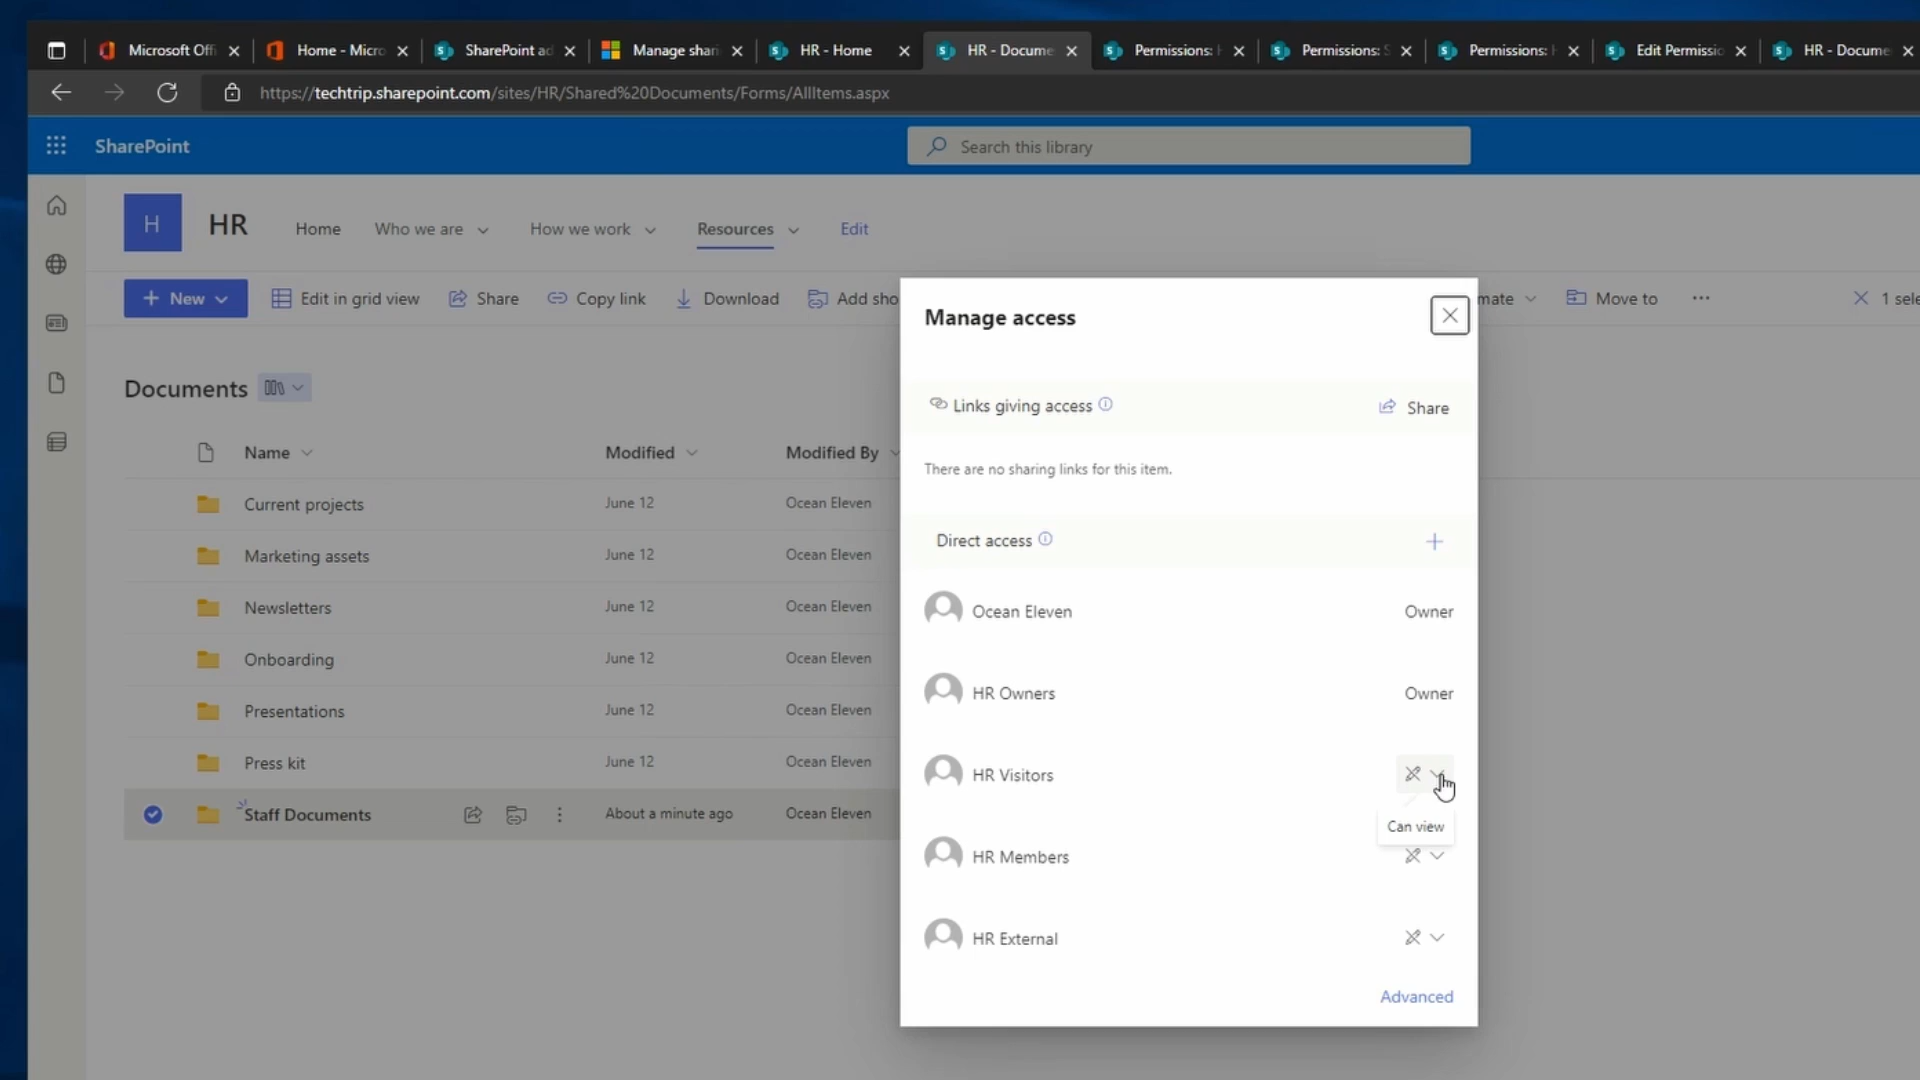 Microsoft Off
Home - Micro
SharePoint ad
Manage shari
HR - Home
HR - Docume
Permissions: H
Permissions: S
Permissions: H
Edit Permissio
HR - Docume
https://techtrip.sharepoint.com/sites/HR/Shared%20Documents/Forms/AllItems.aspx
SharePoint
Search this library
H
HR
Home
Who we are
How we work
Resources
Edit
New
Edit in grid view
Share
Copy link
Download
Add sho
mate
Move to
1 sele
Documents
Name
Modified
Modified By
Current projects
June 12
Ocean Eleven
Marketing assets
June 12
Ocean Eleven
Newsletters
June 12
Ocean Eleven
Onboarding
June 12
Ocean Eleven
Presentations
June 12
Ocean Eleven
Press kit
June 12
Ocean Eleven
Staff Documents
About a minute ago
Ocean Eleven
Manage access
Links giving access
Share
There are no sharing links for this item.
Direct access
Ocean Eleven
Owner
HR Owners
Owner
HR Visitors
Can view
HR Members
HR External
Advanced